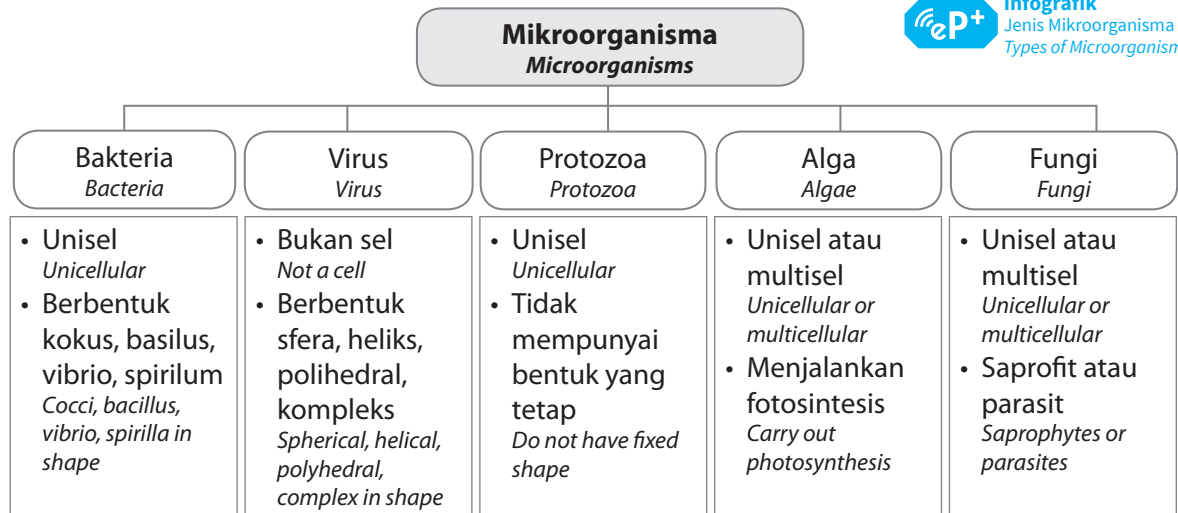 Infografik
Jenis Mikroorganisma
Types of Microorganism
eP+
Mikroorganisma
Microorganisms
Bakteria
Bacteria
• Unisel
Unicellular
• Berbentuk
kokus, basilus,
vibrio, spirilum
Cocci, bacillus,
vibrio, spirilla in
shape
Virus
Virus
• Bukan sel
Not a cell
• Berbentuk
sfera, heliks,
polihedral,
kompleks
Spherical, helical,
polyhedral,
complex in shape
Protozoa
Protozoa
• Unisel
Unicellular
• Tidak
mempunyai
bentuk yang
tetap
Do not have fixed
shape
Alga
Algae
• Unisel atau
multisel
Unicellular or
multicellular
• Menjalankan
fotosintesis
Carry out
photosynthesis
Fungi
Fungi
• Unisel atau
multisel
Unicellular or
multicellular
• Saprofit atau
parasit
Saprophytes or
parasites